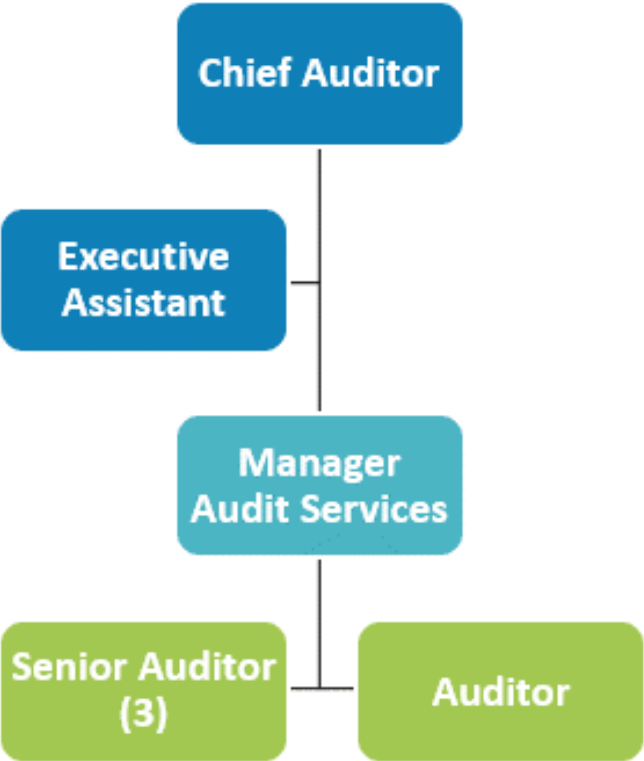 Chief Auditor
Executive
Assistant
Manager
Audit Services
Senior Auditor
(3)
Auditor